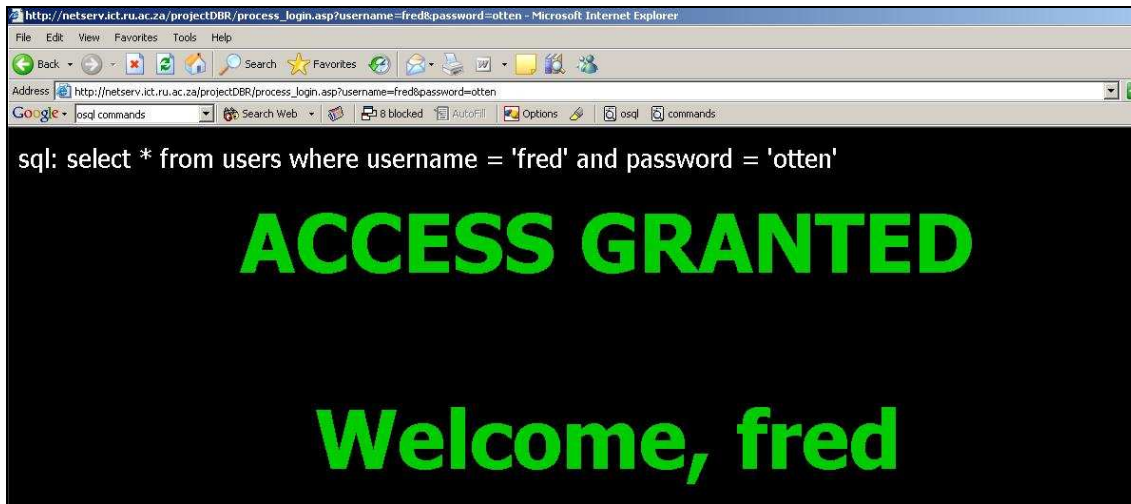 http://netserv.ict.ru.ac.za/projectDBR/process_login.asp?username=fred&password=otten - Microsoft Internet Explorer
File Edit View Favorites Tools Help
Back Search Favorites
Address http://netserv.ict.ru.ac.za/projectDBR/process_login.asp?username=fred&password=otten
Google osql commands Search Web 8 blocked AutoFill Options osql commands
sql: select * from users where username = 'fred' and password = 'otten'
ACCESS GRANTED
Welcome, fred